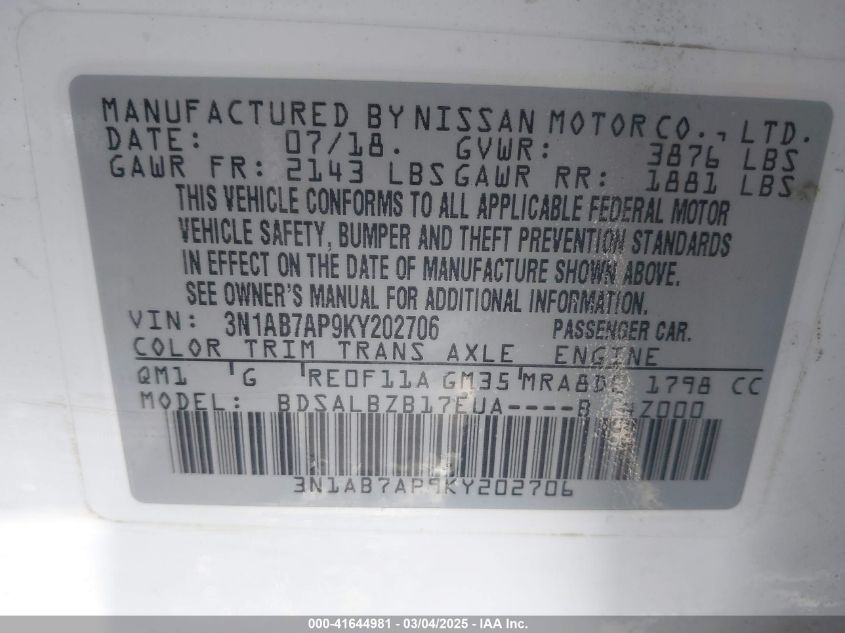 MANUFACTURED BY NISSAN MOTOR CO., LTD.
DATE: 07/18. GVWR: 3876 LBS
GAWR FR: 2143 LBS GAWR RR: 1881 LBS
THIS VEHICLE CONFORMS TO ALL APPLICABLE FEDERAL MOTOR
VEHICLE SAFETY, BUMPER AND THEFT PREVENTION STANDARDS
IN EFFECT ON THE DATE OF MANUFACTURE SHOWN ABOVE.
SEE OWNER'S MANUAL FOR ADDITIONAL INFORMATION.
VIN: 3N1AB7AP9KY202706 PASSENGER CAR.
COLOR TRIM TRANS AXLE ENGINE
QM1 G RE0F11A GM35 1798 CC
MODEL:
3N1AB7AP9KY202706
000-41644981 - 03/04/2025 - IAA Inc.